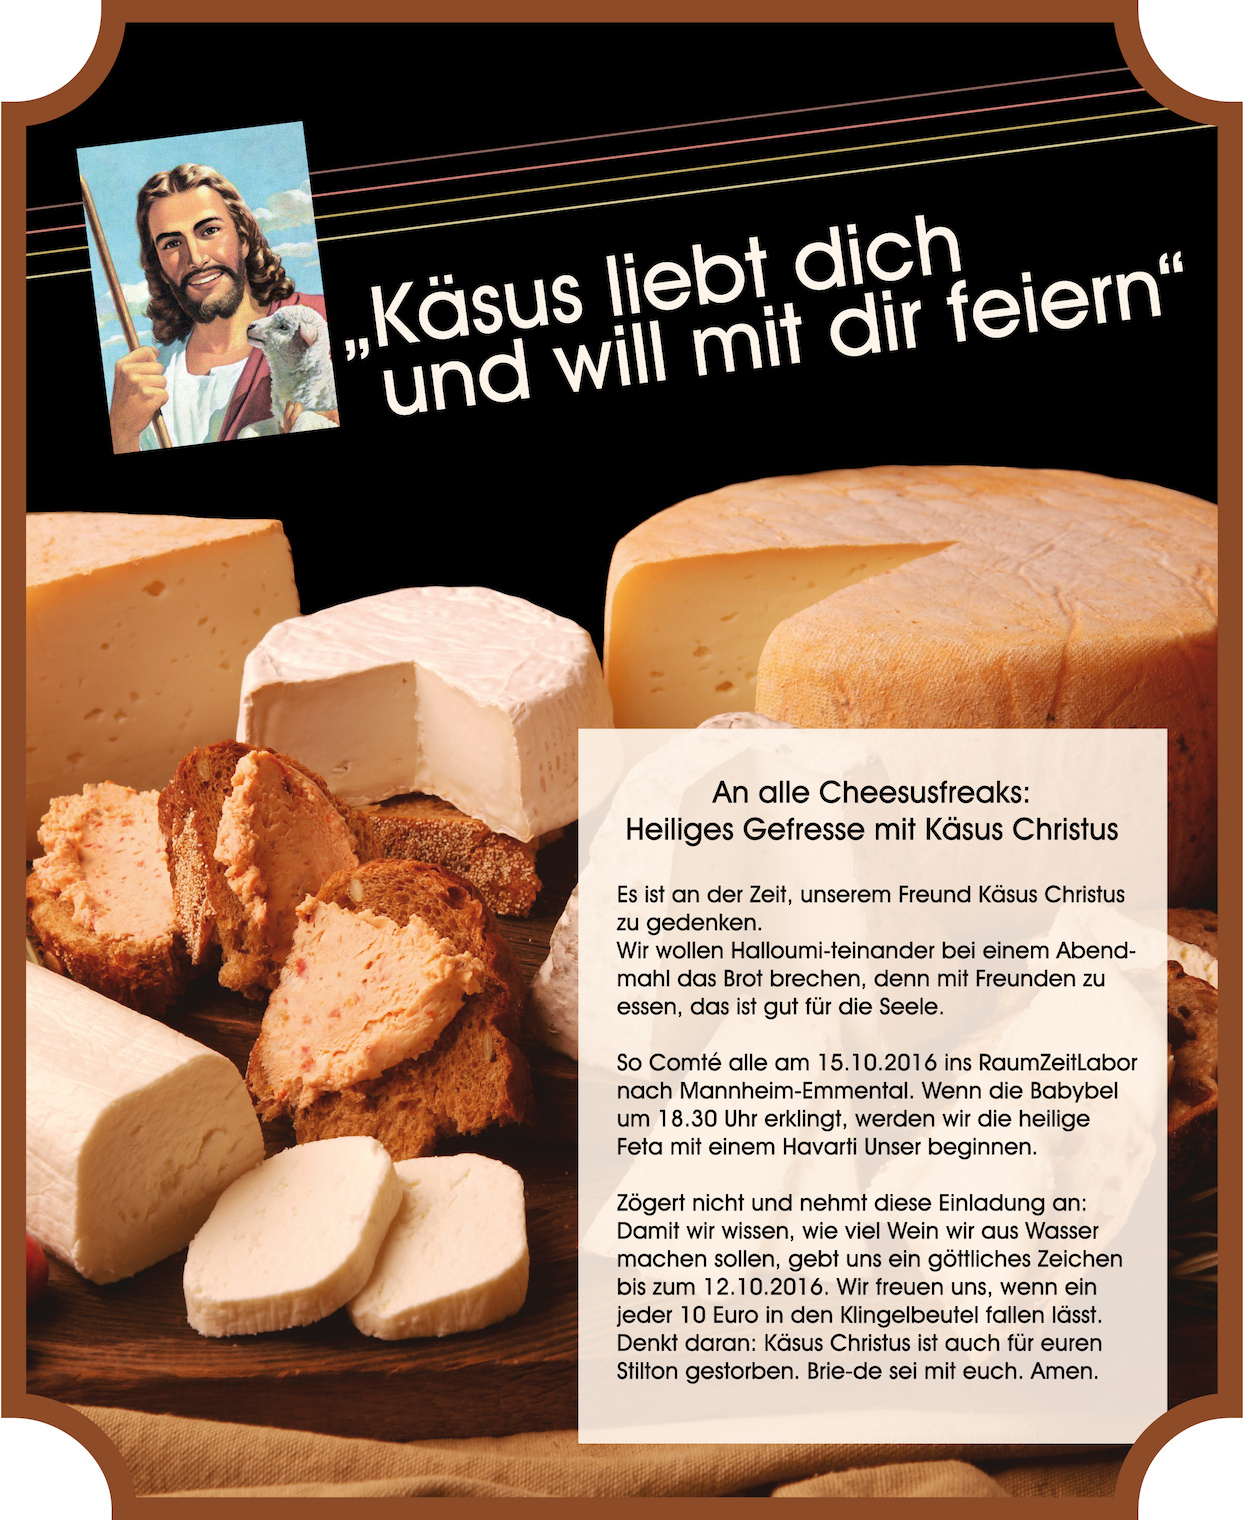 „Käsus liebt dich
und will mit dir feiern“
An alle Cheesusfreaks:
Heiliges Gefresse mit Käsus Christus
Es ist an der Zeit, unserem Freund Käsus Christus
zu gedenken.
Wir wollen Halloumi-teinander bei einem Abend-
mahl das Brot brechen, denn mit Freunden zu
essen, das ist gut für die Seele.
So Comté alle am 15.10.2016 ins RaumZeitLabor
nach Mannheim-Emmental. Wenn die Babybel
um 18.30 Uhr erklingt, werden wir die heilige
Feta mit einem Havarti Unser beginnen.
Zögert nicht und nehmt diese Einladung an:
Damit wir wissen, wie viel Wein wir aus Wasser
machen sollen, gebt uns ein göttliches Zeichen
bis zum 12.10.2016. Wir freuen uns, wenn ein
jeder 10 Euro in den Klingelbeutel fallen lässt.
Denkt daran: Käsus Christus ist auch für euren
Stilton gestorben. Brie-de sei mit euch. Amen.